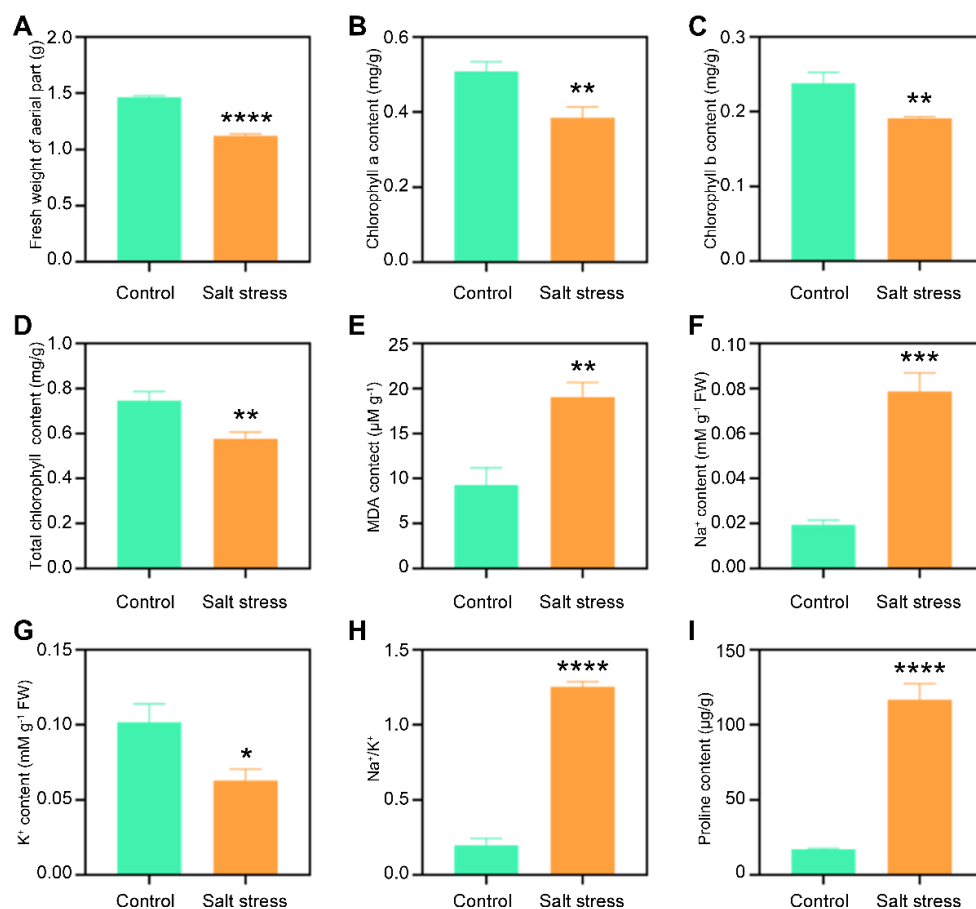 A
Fresh weight of aerial part (g)
2.0
1.5
1.0
0.5
0.0
****
Control Salt stress
B
Chlorophyll a content (mg/g)
0.6
0.4
0.2
0.0
**
Control Salt stress
C
Chlorophyll b content (mg/g)
0.3
0.2
0.1
0.0
**
Control Salt stress
D
Total chlorophyll content (mg/g)
1.0
0.8
0.6
0.4
0.2
0.0
**
Control Salt stress
E
MDA contect (μM g⁻¹)
25
20
15
10
5
0
**
Control Salt stress
F
Na⁺ content (mM g⁻¹ FW)
0.10
0.08
0.06
0.04
0.02
0.00
***
Control Salt stress
G
K⁺ content (mM g⁻¹ FW)
0.15
0.10
0.05
0.00
*
Control Salt stress
H
Na⁺/K⁺
1.5
1.0
0.5
0.0
****
Control Salt stress
I
Proline content (μg/g)
150
100
50
0
****
Control Salt stress